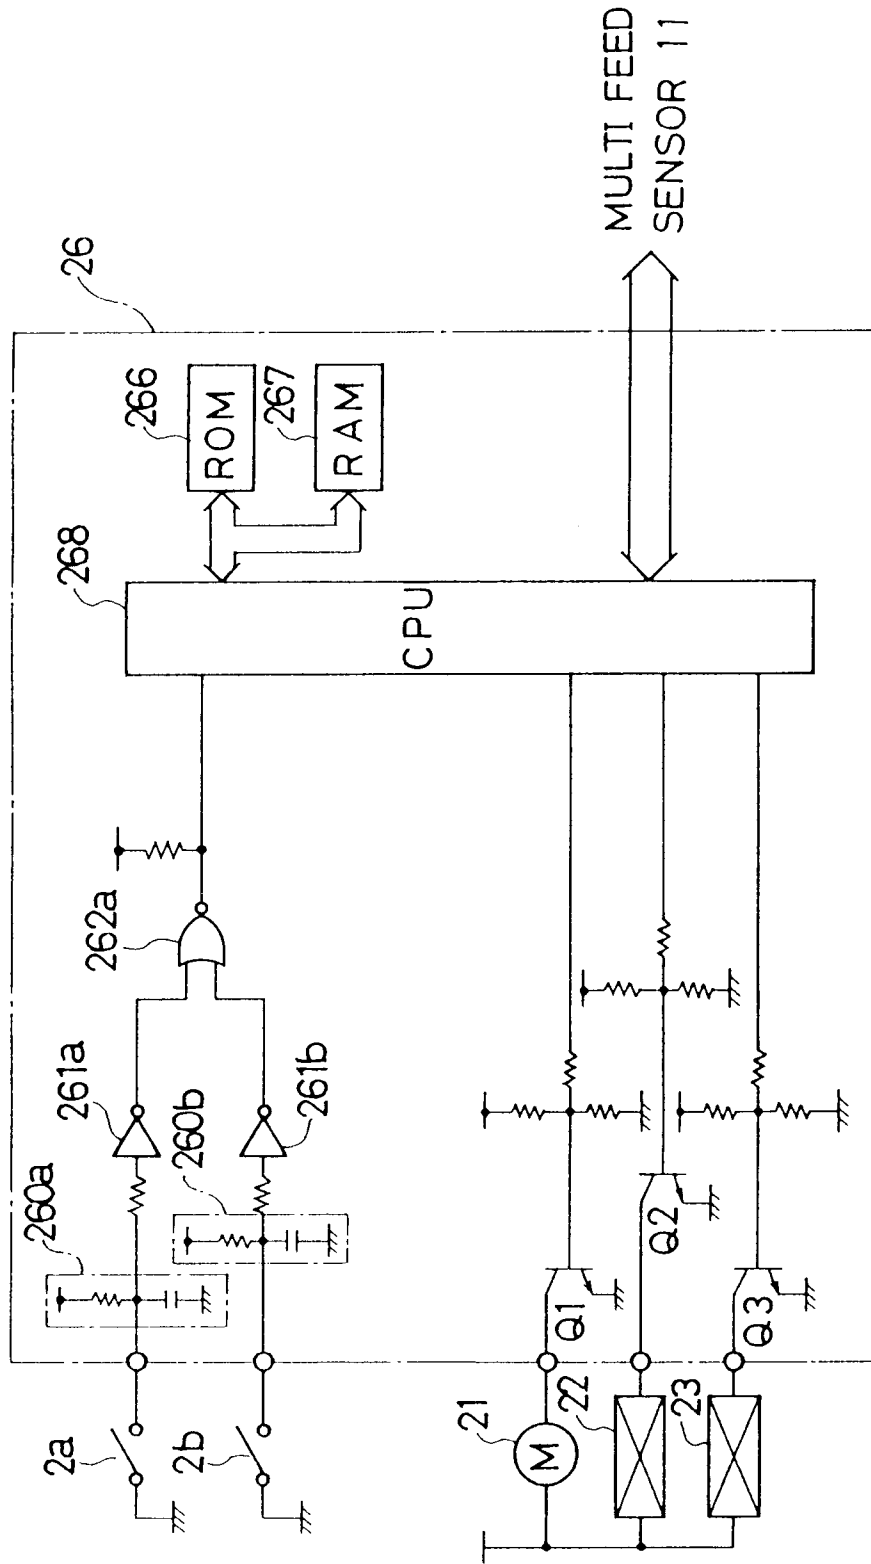 26
266
ROM
267
RAM
268
CPU
MULTI FEED
SENSOR 11
262a
261a
261b
260a
260b
2a
2b
21
M
22
23
Q1
Q2
Q3